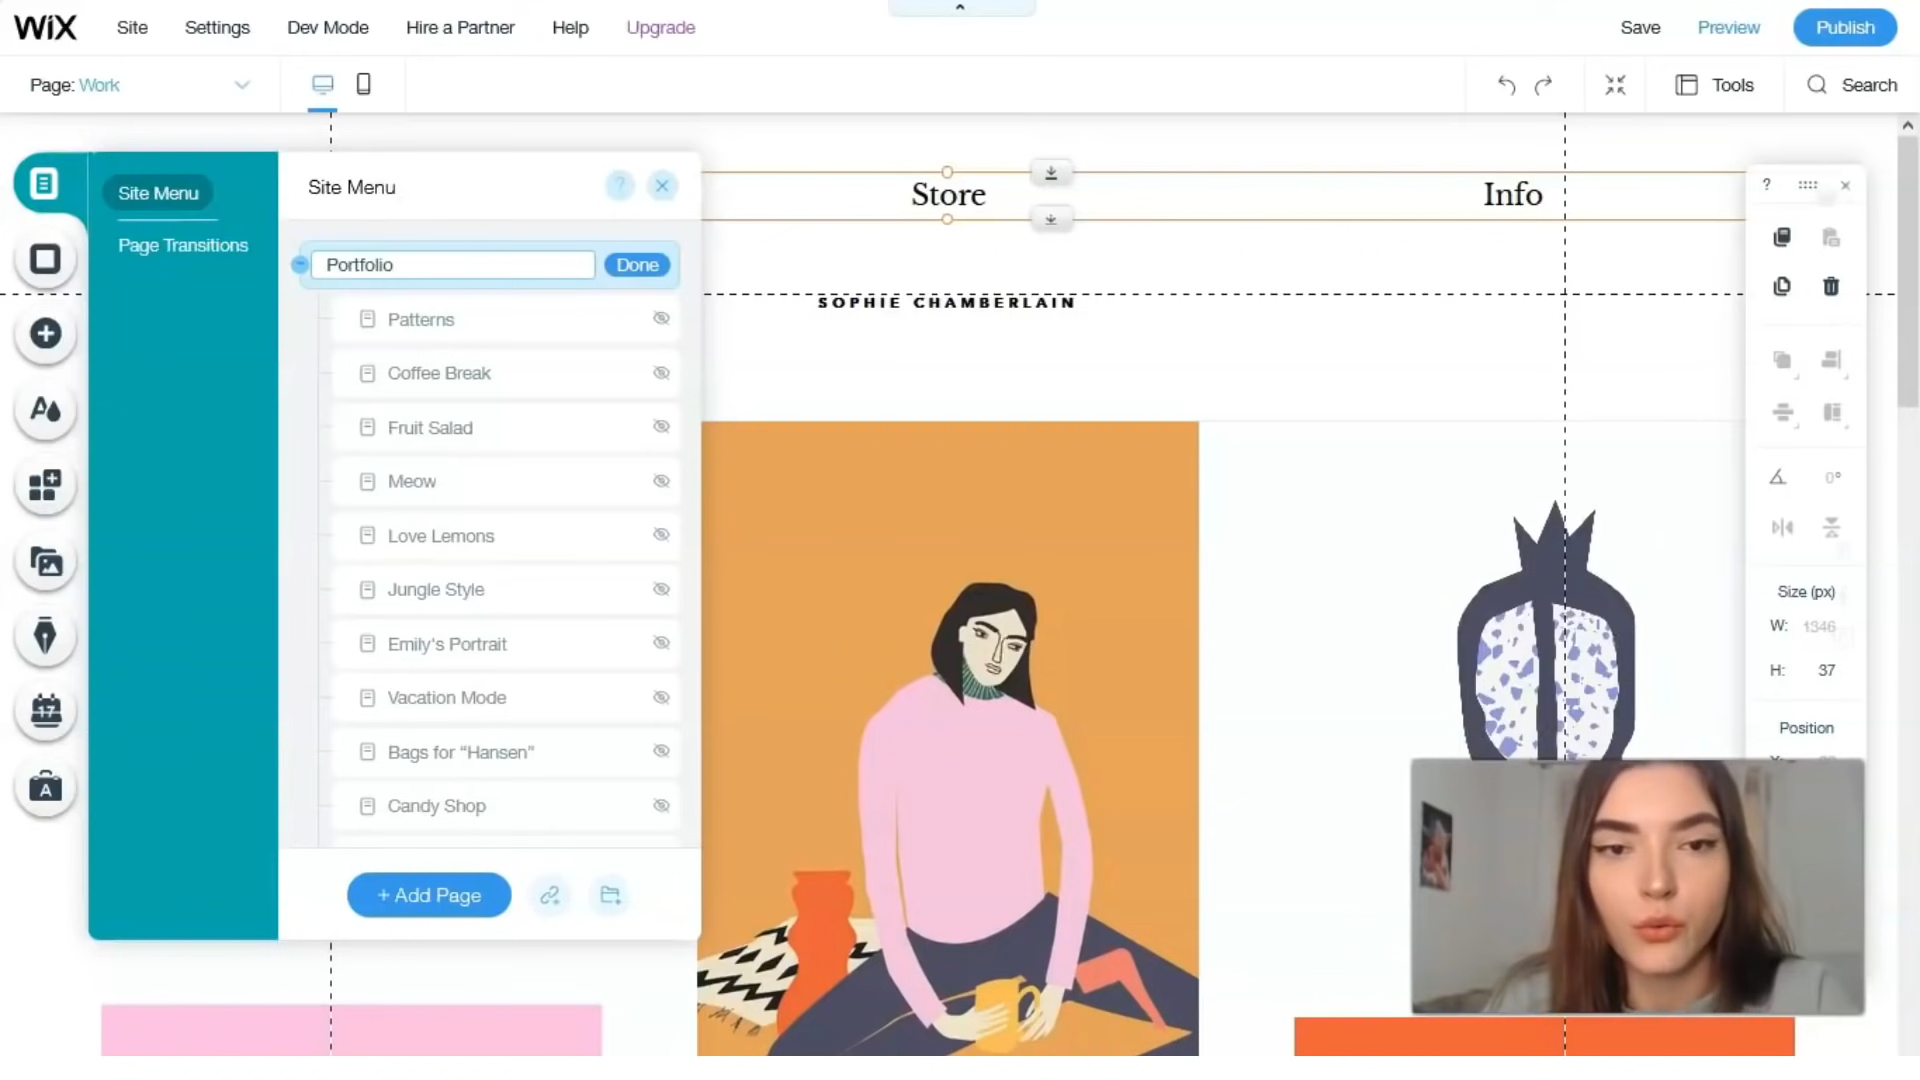 WiX
Site
Settings
Dev Mode
Hire a Partner
Help
Upgrade
Save
Preview
Publish
Page: Work
Tools
Search
Site Menu
Page Transitions
Site Menu
?
Portfolio
Done
Patterns
Coffee Break
Fruit Salad
Meow
Love Lemons
Jungle Style
Emily's Portrait
Vacation Mode
Bags for “Hansen”
Candy Shop
+ Add Page
Store
Info
SOPHIE CHAMBERLAIN
?
0°
Size (px)
W: 1346
H: 37
Position
17
A